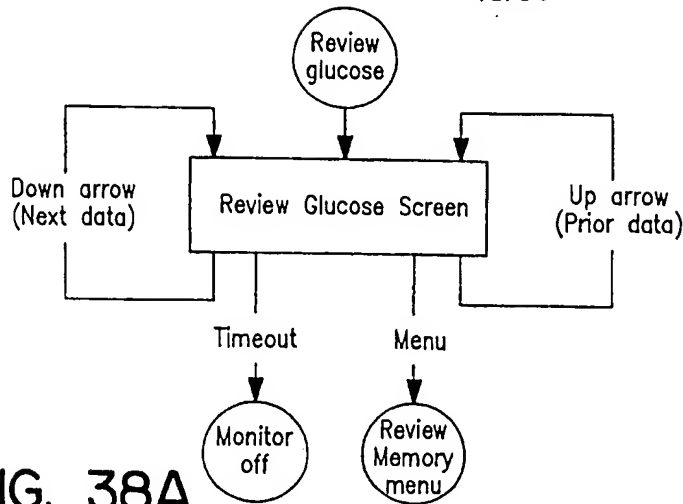 Review
glucose
Down arrow
(Next data)
Review Glucose Screen
Up arrow
(Prior data)
Timeout
Menu
Monitor
off
Review
Memory
menu
IG. 38A